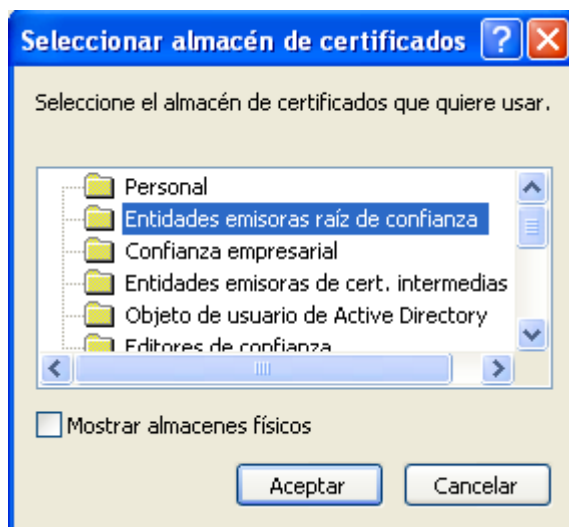 Seleccionar almacén de certificados
Seleccione el almacén de certificados que quiere usar.
Personal
Entidades emisoras raíz de confianza
Confianza empresarial
Entidades emisoras de cert. intermedias
Objeto de usuario de Active Directory
Editores de confianza
Mostrar almacenes físicos
Aceptar Cancelar